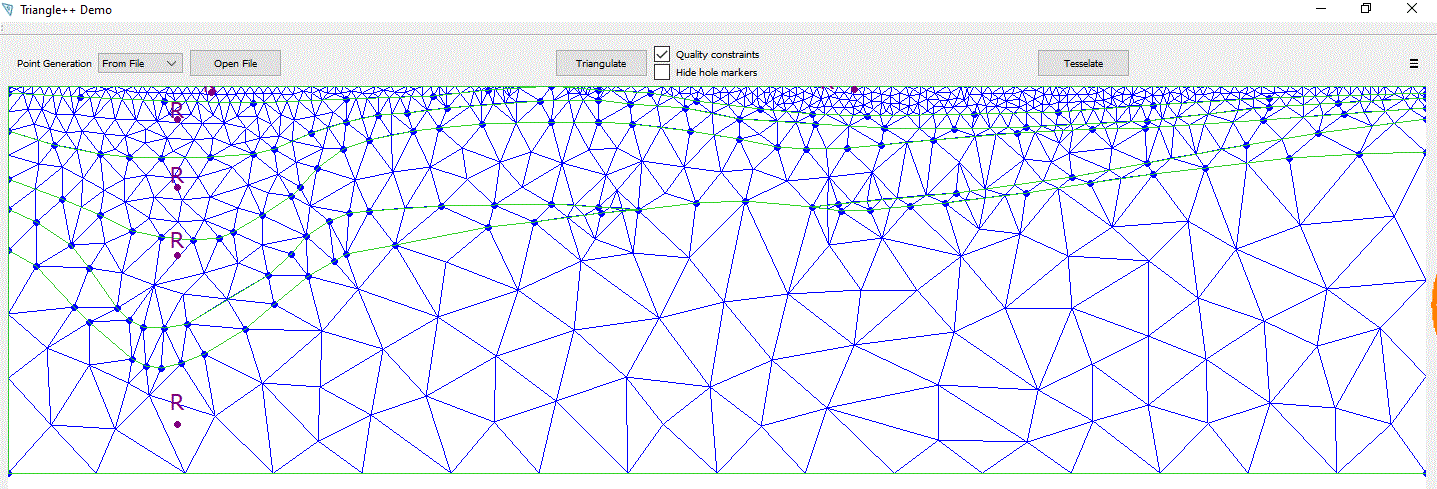 Triangle++ Demo
Point Generation From File Open File Triangulate Quality constraints Tesselate
Hide hole markers
R
R
R
R